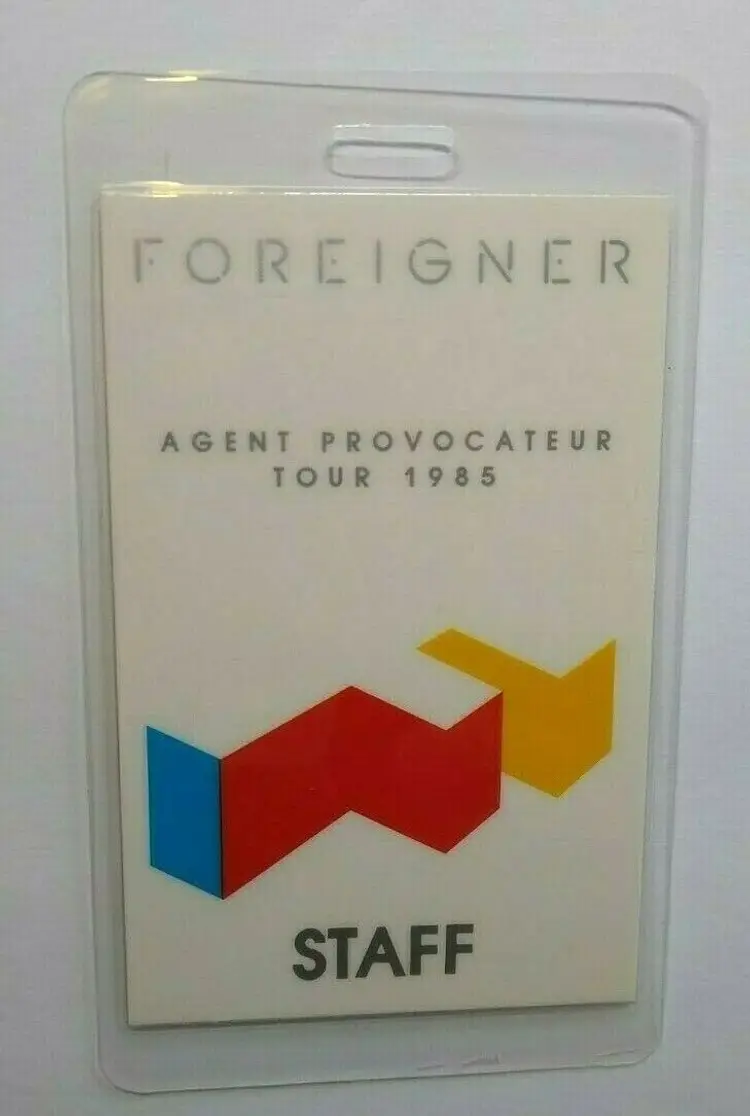 FOREIGNER
AGENT PROVOCATEUR
TOUR 1985
STAFF